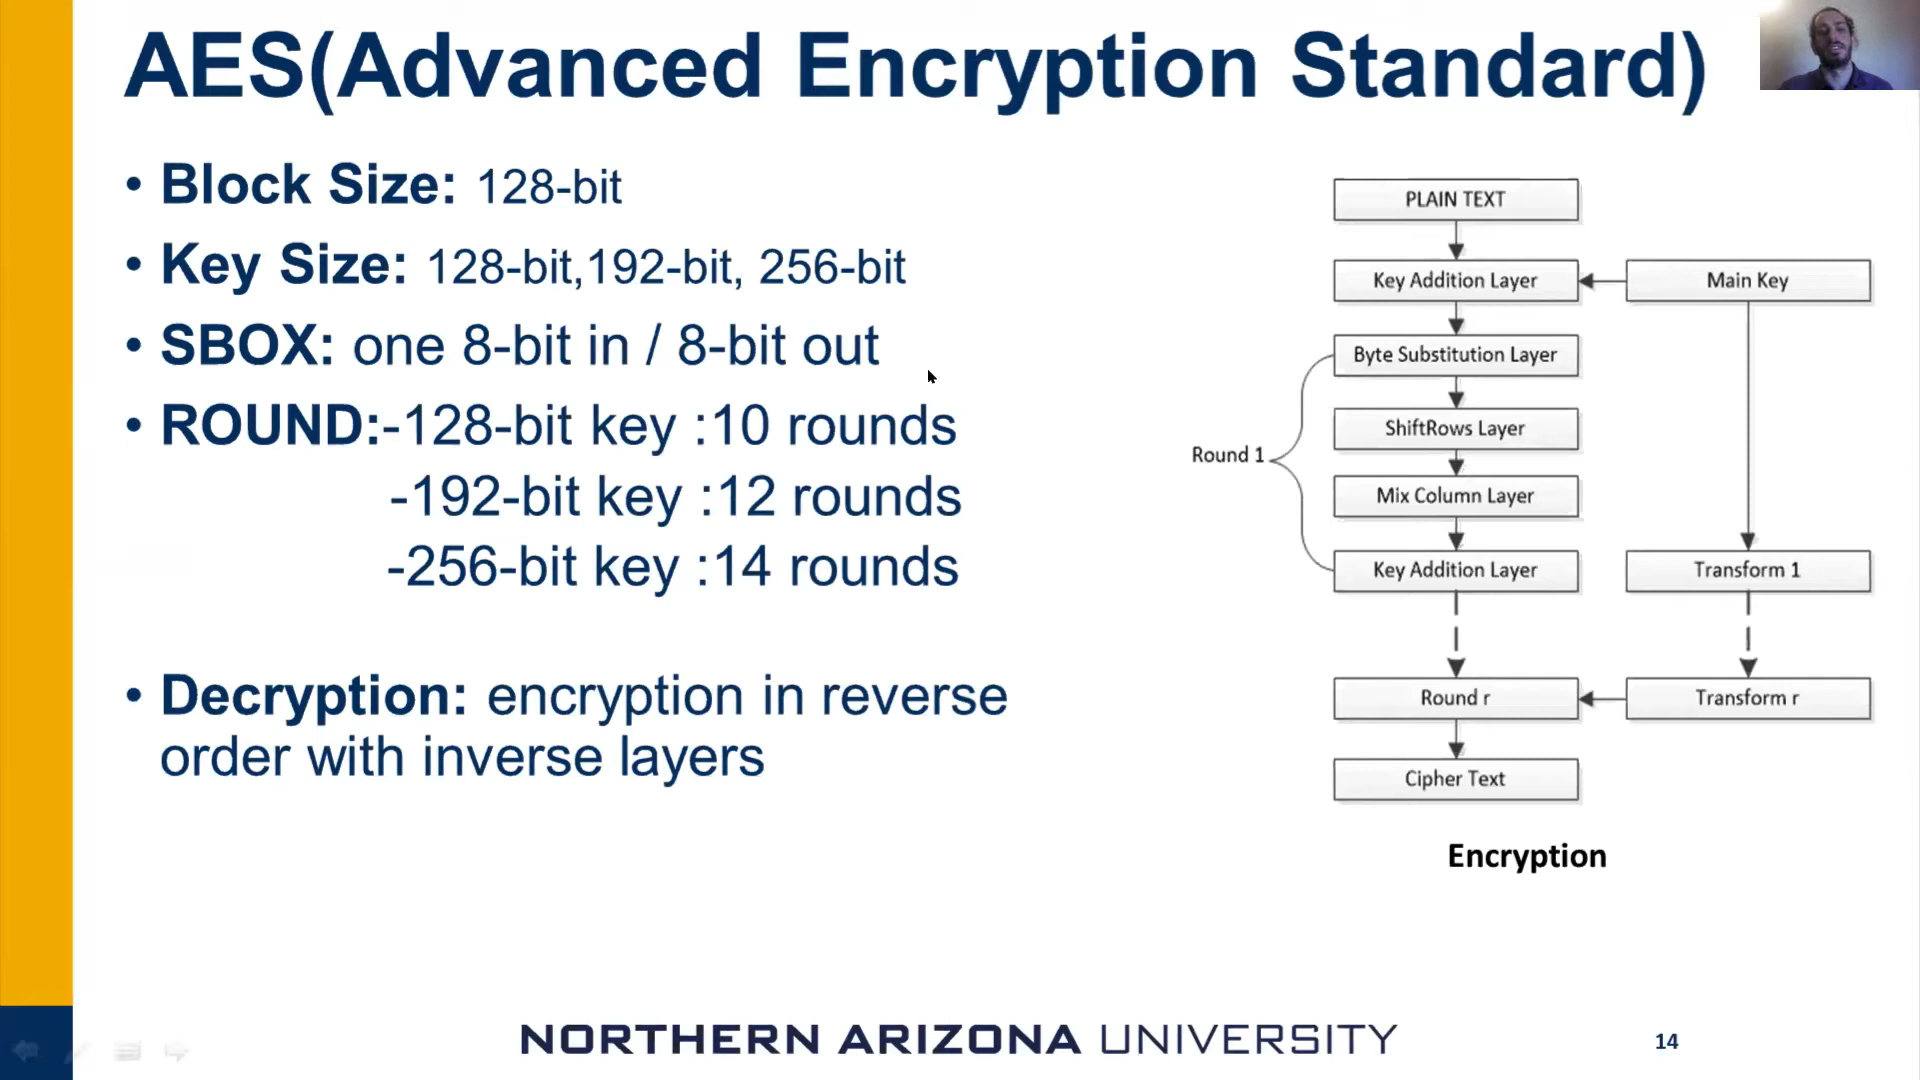 AES(Advanced Encryption Standard)
• Block Size: 128-bit
• Key Size: 128-bit,192-bit, 256-bit
• SBOX: one 8-bit in / 8-bit out
• ROUND:-128-bit key :10 rounds
-192-bit key :12 rounds
-256-bit key :14 rounds
• Decryption: encryption in reverse
order with inverse layers
PLAIN TEXT
Key Addition Layer
Main Key
Byte Substitution Layer
ShiftRows Layer
Round 1
Mix Column Layer
Key Addition Layer
Transform 1
Round r
Transform r
Cipher Text
Encryption
NORTHERN ARIZONA UNIVERSITY
14